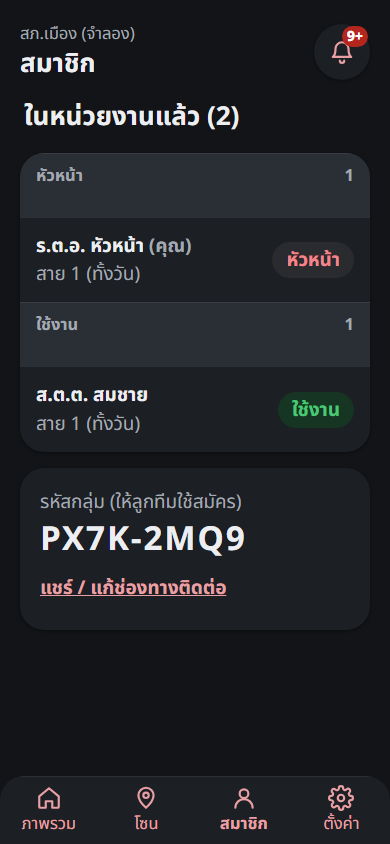 สภ.เมือง (จำลอง)
สมาชิก
9+
ในหน่วยงานแล้ว (2)
หัวหน้า 1
ร.ต.อ. หัวหน้า (คุณ)
สาย 1 (ทั้งวัน)
หัวหน้า
ใช้งาน 1
ส.ต.ต. สมชาย
สาย 1 (ทั้งวัน)
ใช้งาน
รหัสกลุ่ม (ให้ลูกทีมใช้สมัคร)
PX7K-2MQ9
แชร์ / แก้ช่องทางติดต่อ
ภาพรวม โซน สมาชิก ตั้งค่า